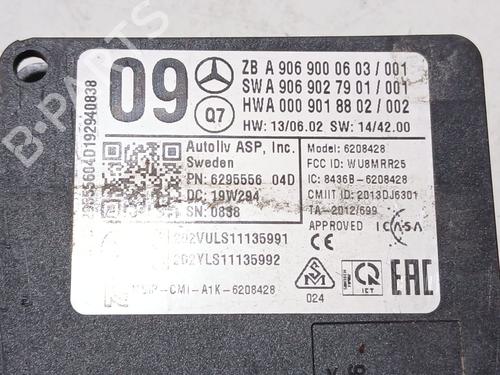 09
ZB A 906 900 06 03 / 001
SW A 906 902 79 01 / 001
Q7
HW A 000 901 88 02 / 002
HW: 13/06.02 SW: 14/42.00
Autoliv ASP, Inc.
Sweden
PN: 6295556 04D
DC: 19W294
SN: 0838
Model: 6208428
FCC ID: WU8MRR25
IC: 8436B-6208428
CMIIT ID: 2013DJ6301
TA-2012/699
APPROVED ICASA
202VULS11135991
202YLS11135992
CE
-CMI-A1K-6208428
024
ICT
EAC
B-PARTS